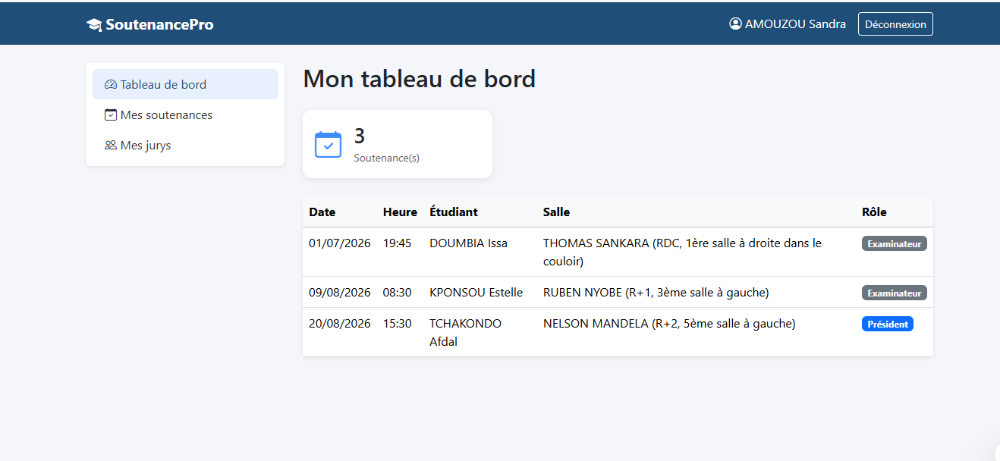 SoutenancePro
AMOUZOU Sandra
Déconnexion
Tableau de bord
Mes soutenances
Mes jurys
Mon tableau de bord
3
Soutenance(s)
Date Heure Étudiant Salle Rôle
01/07/2026 19:45 DOUMBIA Issa THOMAS SANKARA (RDC, 1ère salle à droite dans le Examinateur
couloir)
09/08/2026 08:30 KPONSOU Estelle RUBEN NYOBE (R+1, 3ème salle à gauche) Examinateur
20/08/2026 15:30 TCHAKONDO NELSON MANDELA (R+2, 5ème salle à gauche) Président
Afdal